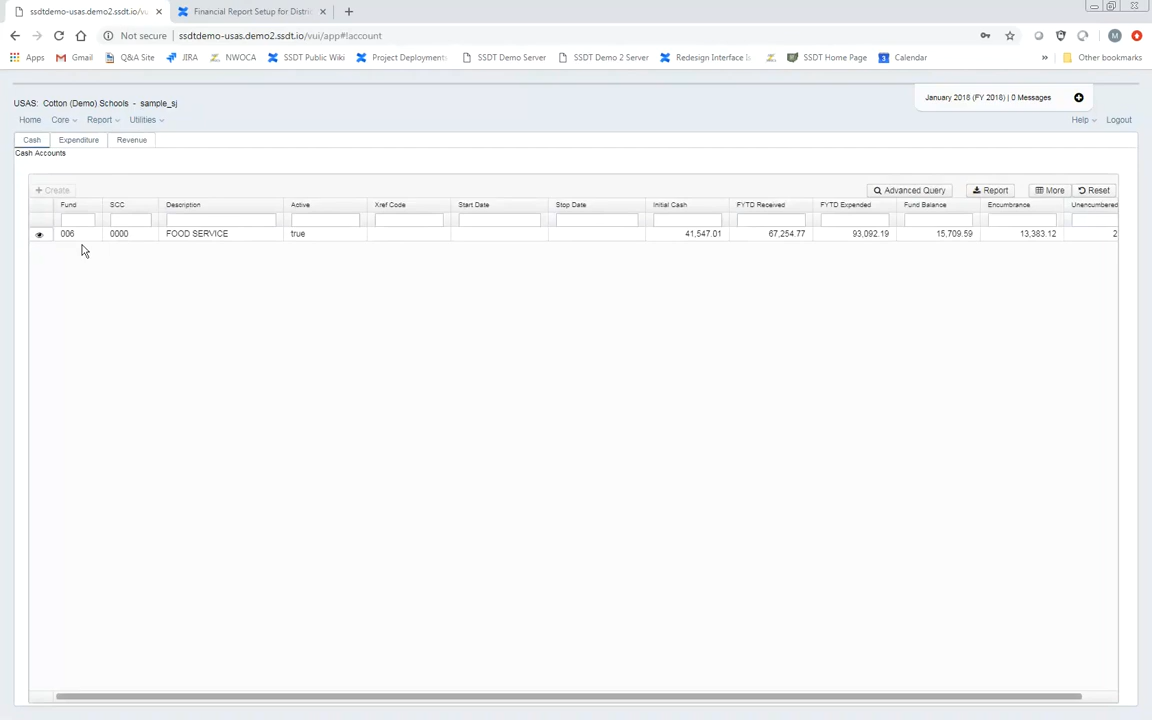 ssdtdemo-usas.demo2.ssdt.io/vu
Financial Report Setup for Distric
Not secure | ssdtdemo-usas.demo2.ssdt.io/vui/app#!account
Apps Gmail Q&A Site JIRA NWOCA SSDT Public Wiki Project Deployments SSDT Demo Server SSDT Demo 2 Server Redesign Interface la SSDT Home Page Calendar » Other bookmarks
USAS: Cotton (Demo) Schools - sample_sj
January 2018 (FY 2018) | 0 Messages
Home Core Report Utilities Help Logout
Cash Expenditure Revenue
Cash Accounts
+ Create Advanced Query Report More Reset
Fund SCC Description Active Xref Code Start Date Stop Date Initial Cash FYTD Received FYTD Expended Fund Balance Encumbrance Unencumbered
006 0000 FOOD SERVICE true 41,547.01 67,254.77 93,092.19 15,709.59 13,383.12 2